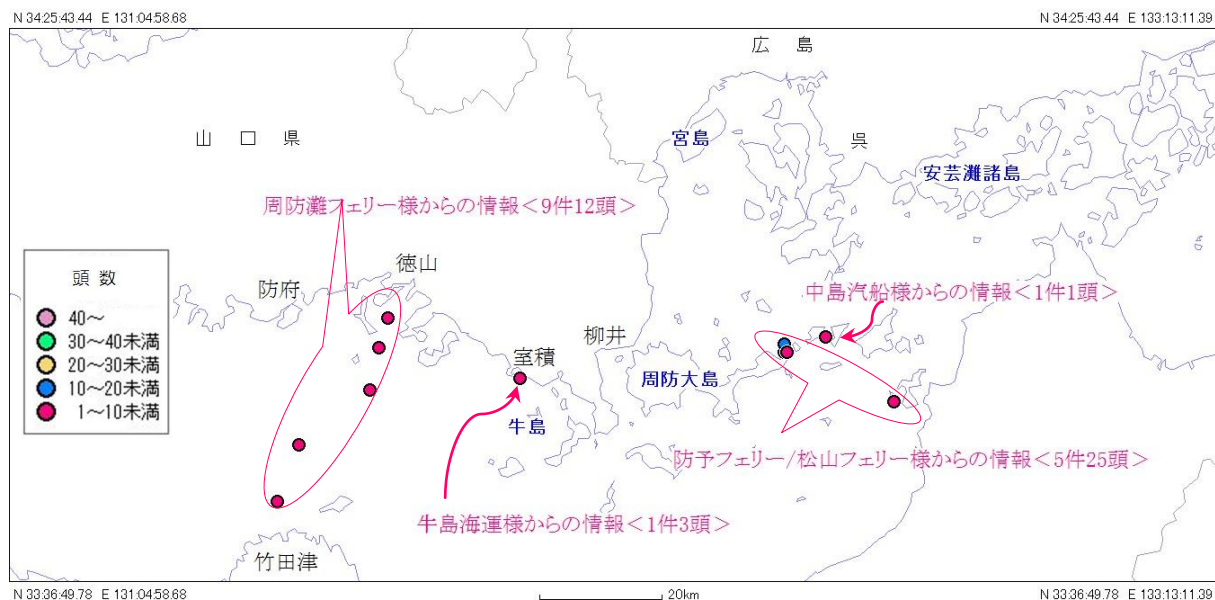 N 34:25:43.44 E 131:04:58.68
N 34:25:43.44 E 133:13:11.39
広 島
山 口 県
宮島
呉
安芸灘諸島
周防灘フェリー様からの情報＜9件12頭＞
頭 数
40～
30～40未満
20～30未満
10～20未満
1～10未満
徳山
防府
中島汽船様からの情報＜1件1頭＞
柳井
室積
周防大島
牛島
防予フェリー/松山フェリー様からの情報＜5件25頭＞
牛島海運様からの情報＜1件3頭＞
竹田津
N 33:36:49.78 E 131:04:58.68
20km
N 33:36:49.78 E 133:13:11.39